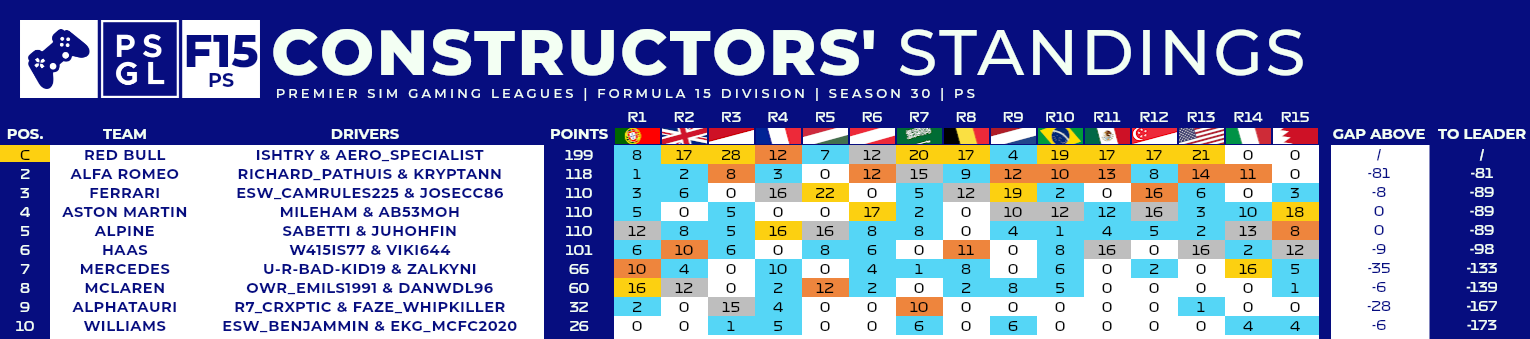 PS GL F15 PS CONSTRUCTORS' STANDINGS
PREMIER SIM GAMING LEAGUES | FORMULA 15 DIVISION | SEASON 30 | PS
R1 R2 R3 R4 R5 R6 R7 R8 R9 R10 R11 R12 R13 R14 R15
POS. TEAM DRIVERS POINTS GAP ABOVE TO LEADER
C RED BULL ISHTRY & AERO_SPECIALIST 199 8 17 28 12 7 12 20 17 4 19 17 17 21 0 0 / /
2 ALFA ROMEO RICHARD_PATHUIS & KRYPTANN 118 1 2 8 3 0 12 15 9 12 10 13 8 14 11 0 -81 -81
3 FERRARI ESW_CAMRULES225 & JOSECC86 110 3 6 0 16 22 0 5 12 19 2 0 16 6 0 3 -8 -89
4 ASTON MARTIN MILEHAM & AB53MOH 110 5 0 5 0 0 17 2 0 10 12 12 16 3 10 18 0 -89
5 ALPINE SABETTI & JUHOHFIN 110 12 8 5 16 16 8 8 0 4 1 4 5 2 13 8 0 -89
6 HAAS W415IS77 & VIKI644 101 6 10 6 0 8 6 0 11 0 8 16 0 16 2 12 -9 -98
7 MERCEDES U-R-BAD-KID19 & ZALKYNI 66 10 4 0 10 0 4 1 8 0 6 0 2 0 16 5 -35 -133
8 MCLAREN OWR_EMILS1991 & DANWDL96 60 16 12 0 2 12 2 0 2 8 5 0 0 0 0 1 -6 -139
9 ALPHATAURI R7_CRXPTIC & FAZE_WHIPKILLER 32 2 0 15 4 0 0 10 0 0 0 0 0 1 0 0 -28 -167
10 WILLIAMS ESW_BENJAMMIN & EKG_MCFC2020 26 0 0 1 5 0 0 6 0 6 0 0 0 0 4 4 -6 -173